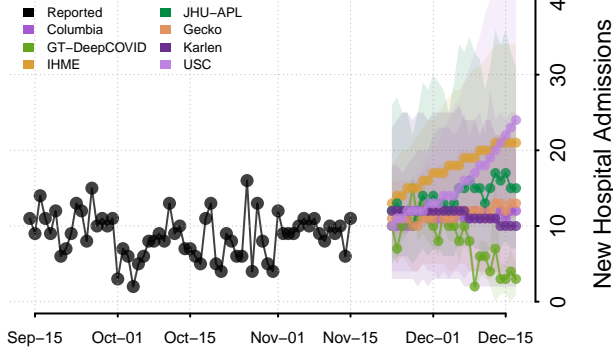 Reported
Columbia
GT−DeepCOVID
IHME
JHU−APL
Gecko
Karlen
USC
4
30
20
10
0
New Hospital Admissions
Sep−15
Oct−01
Oct−15
Nov−01
Nov−15
Dec−01
Dec−15